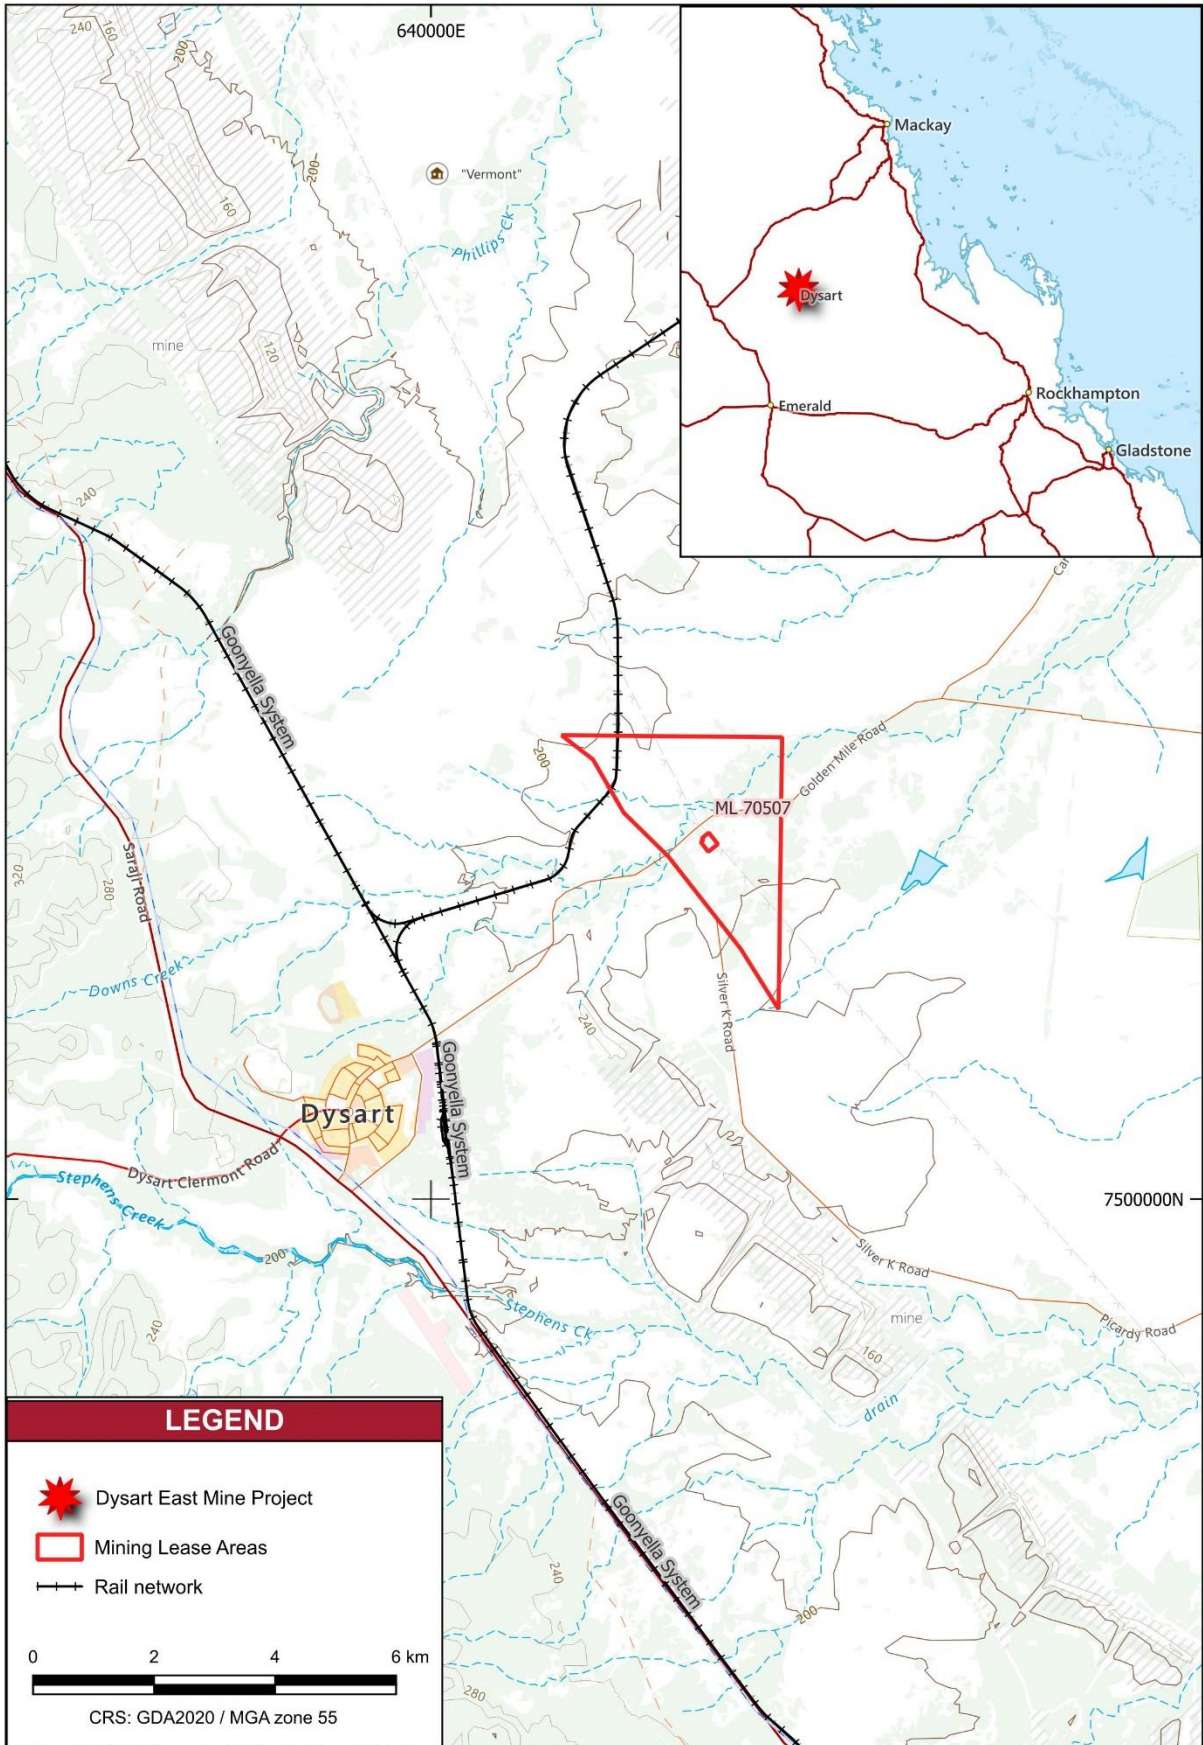 640000E
240
160
200
200
160
"Vermont"
Phillips Ck
mine
120
240
Mackay
Dysart
Emerald
Rockhampton
Gladstone
Goonyella System
200
Golden Mile Road
ML 70507
Saraji Road
320
280
Downs Creek
Silver K Road
240
Goonyella System
Dysart
Dysart Clermont Road
Stephens Creek
200
7500000N
Silver K Road
Stephens Ck
240
mine
Picardy Road
160
drain
Goonyella System
240
200
280
LEGEND
Dysart East Mine Project
Mining Lease Areas
Rail network
0 2 4 6 km
CRS: GDA2020 / MGA zone 55